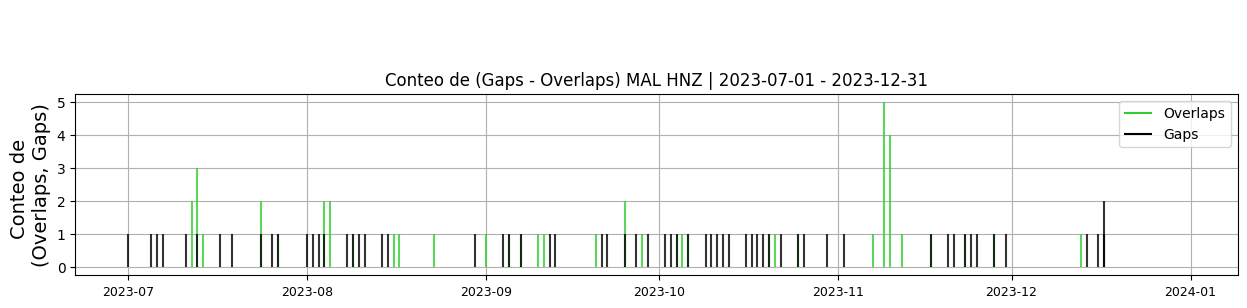 Conteo de (Gaps - Overlaps) MAL HNZ | 2023-07-01 - 2023-12-31
Conteo de
(Overlaps, Gaps)
5
4
3
2
1
0
Overlaps
Gaps
2023-07
2023-08
2023-09
2023-10
2023-11
2023-12
2024-01